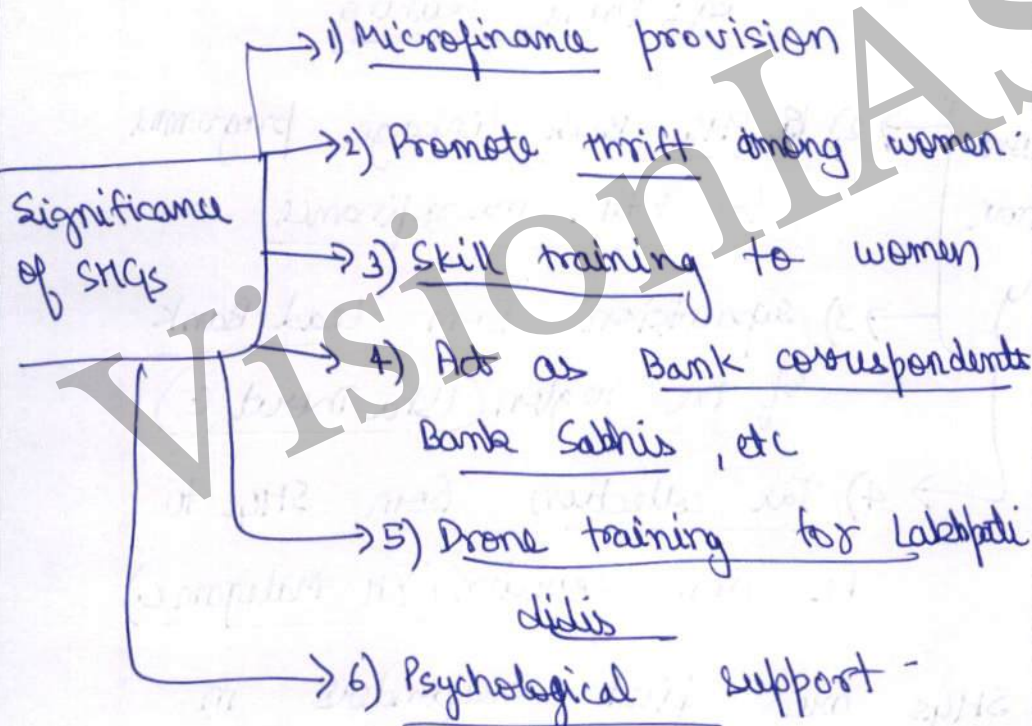 1) Microfinance provision
2) Promote thrift among women.
Significance
of SHGs
3) Skill training to women
4) Act as Bank correspondents
Bank Sakhis, etc
5) Drone training for Lakhpati
didis
6) Psychological support -
VisionIAS